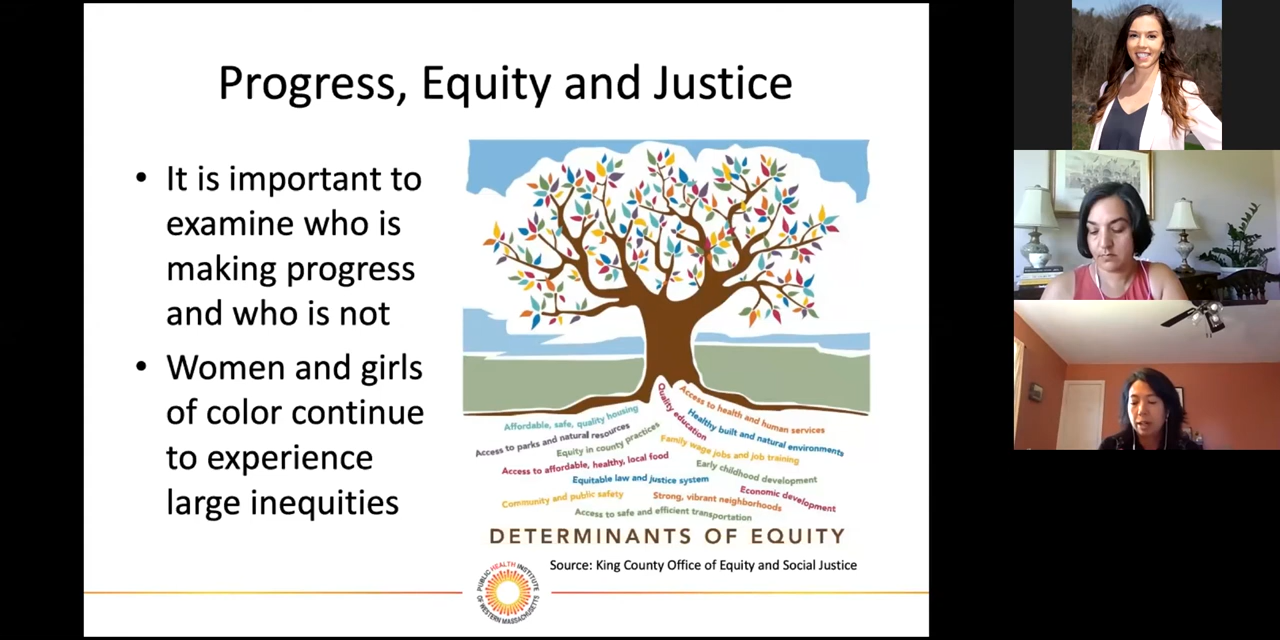 Progress, Equity and Justice
• It is important to
examine who is
making progress
and who is not
• Women and girls
of color continue
to experience
large inequities
Quality education
Access to health and human services
Affordable, safe, quality housing
Healthy built and natural environments
Access to parks and natural resources
Equity in county practices
Family wage jobs and job training
Access to affordable, healthy, local food
Early childhood development
Equitable law and justice system
Economic development
Community and public safety
Strong, vibrant neighborhoods
Access to safe and efficient transportation
DETERMINANTS OF EQUITY
Source: King County Office of Equity and Social Justice
PUBLIC HEALTH INSTITUTE
OF WESTERN MASSACHUSETTS